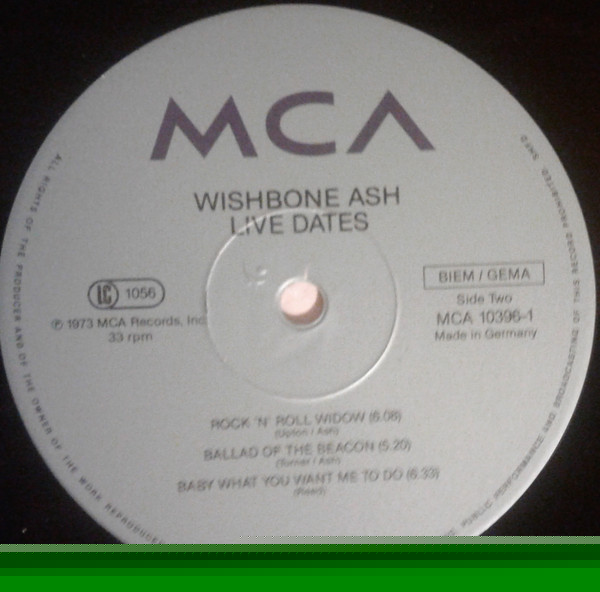 MCA
WISHBONE ASH
LIVE DATES
LC 1056
℗ 1973 MCA Records, Inc.
33 rpm
BIEM / GEMA
Side Two
MCA 10396-1
Made in Germany
ROCK 'N' ROLL WIDOW (6.08)
(Upton / Ash)
BALLAD OF THE BEACON (5.20)
(Turner / Ash)
BABY WHAT YOU WANT ME TO DO (6.33)
(Reed)
ALL RIGHTS OF THE PRODUCER AND OF THE OWNER OF THE WORK REPRODUCED
PUBLIC PERFORMANCE AND BROADCASTING OF THIS RECORD PROHIBITED.